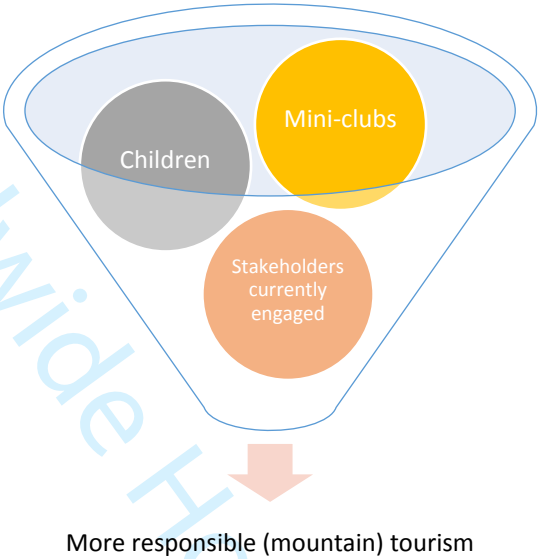 Mini-clubs
Children
Stakeholders
currently
engaged
More responsible (mountain) tourism